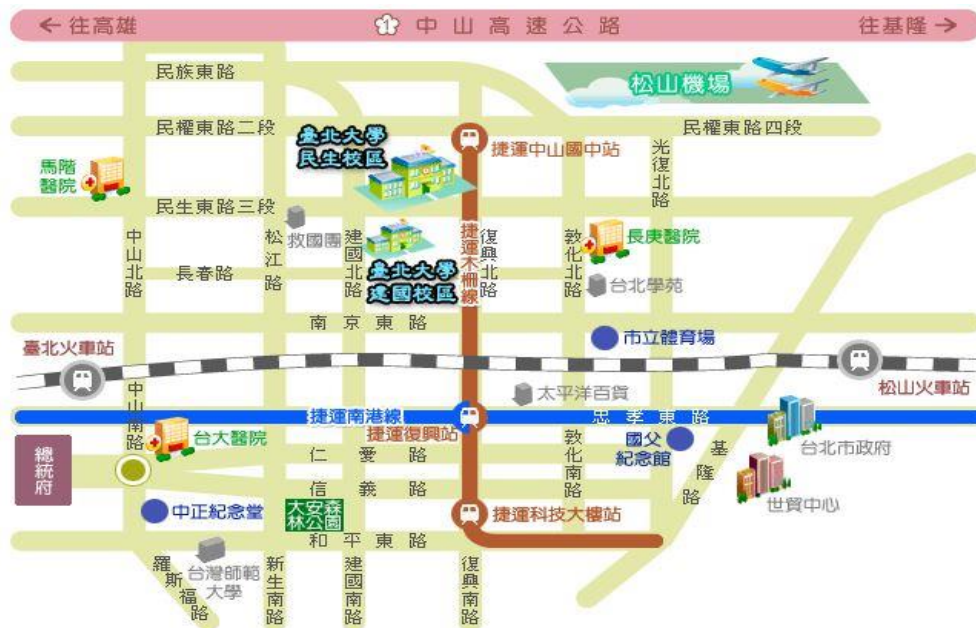 ←往高雄
1
中山高速公路
往基隆→
民族東路
松山機場
民權東路二段
民權東路四段
臺北大學
民生校區
捷運中山國中站
光復北路
馬階
醫院
民生東路三段
救國團
中山北路
松江路
建國北路
捷運木柵線
復興北路
敦化北路
長庚醫院
長春路
臺北大學
建國校區
台北學苑
南京東路
市立體育場
臺北火車站
松山火車站
太平洋百貨
中山南路
捷運南港線
忠孝東路
捷運復興站
台大醫院
國父
紀念館
台北市政府
總統府
仁愛路
敦化南路
基隆路
信義路
世貿中心
中正紀念堂
大安森
林公園
捷運科技大樓站
和平東路
羅斯福路
台灣師範
大學
新生南路
建國南路
復興南路